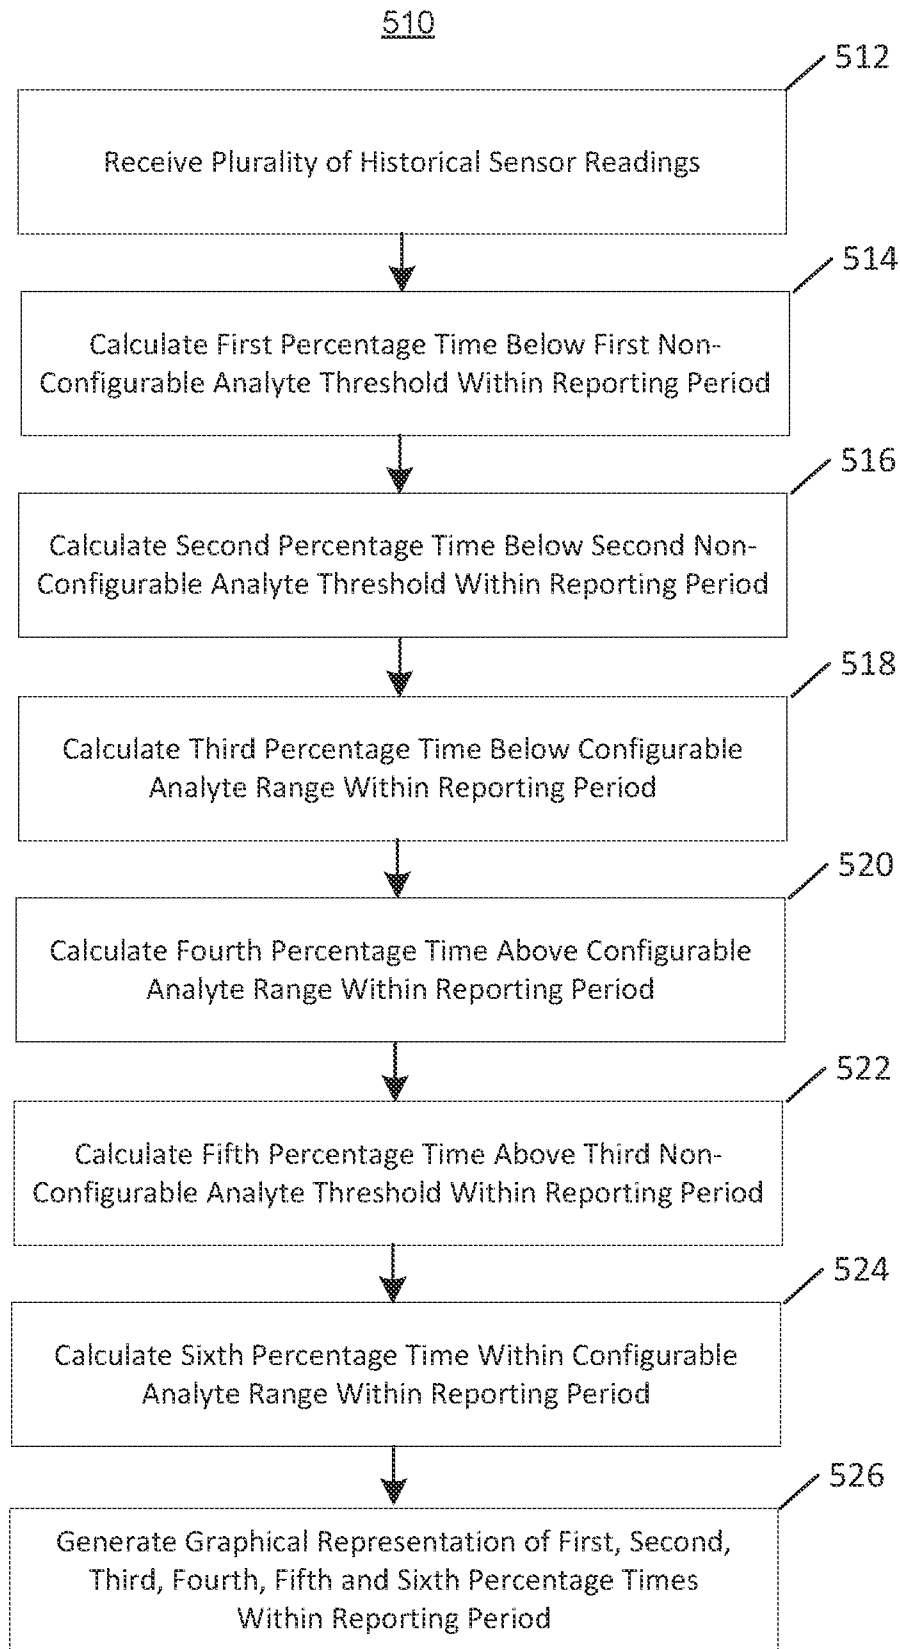 510
512
Receive Plurality of Historical Sensor Readings
514
Calculate First Percentage Time Below First Non-
Configurable Analyte Threshold Within Reporting Period
516
Calculate Second Percentage Time Below Second Non-
Configurable Analyte Threshold Within Reporting Period
518
Calculate Third Percentage Time Below Configurable
Analyte Range Within Reporting Period
520
Calculate Fourth Percentage Time Above Configurable
Analyte Range Within Reporting Period
522
Calculate Fifth Percentage Time Above Third Non-
Configurable Analyte Threshold Within Reporting Period
524
Calculate Sixth Percentage Time Within Configurable
Analyte Range Within Reporting Period
526
Generate Graphical Representation of First, Second,
Third, Fourth, Fifth and Sixth Percentage Times
Within Reporting Period